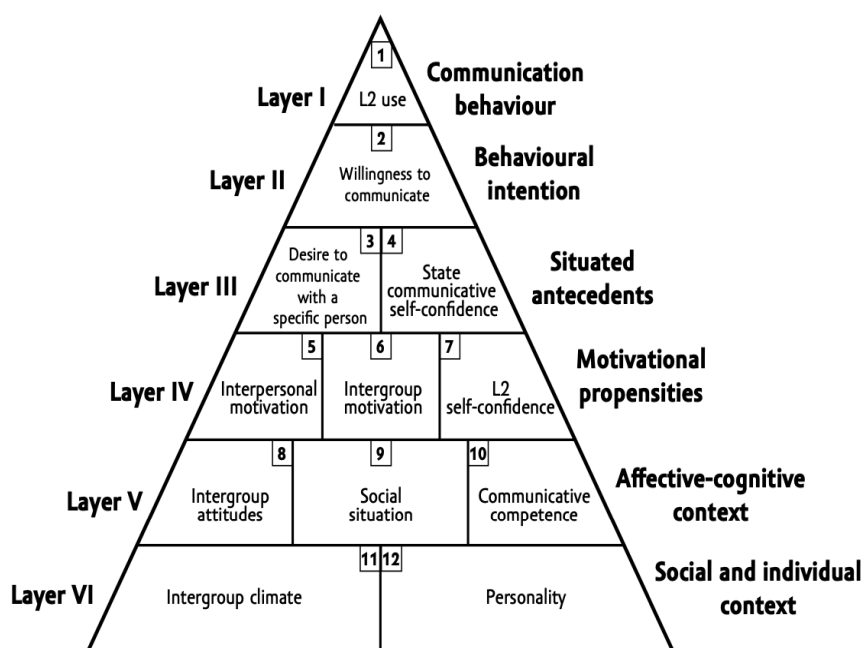 1
Communication
behaviour
Layer I
L2 use
2
Behavioural
intention
Layer II
Willingness to
communicate
3 4
Situated
antecedents
Layer III
Desire to
communicate
with a
specific person
State
communicative
self-confidence
5 6 7
Motivational
propensities
Layer IV
Interpersonal
motivation
Intergroup
motivation
L2
self-confidence
8 9 10
Affective-cognitive
context
Layer V
Intergroup
attitudes
Social
situation
Communicative
competence
11 12
Social and individual
context
Layer VI
Intergroup climate
Personality